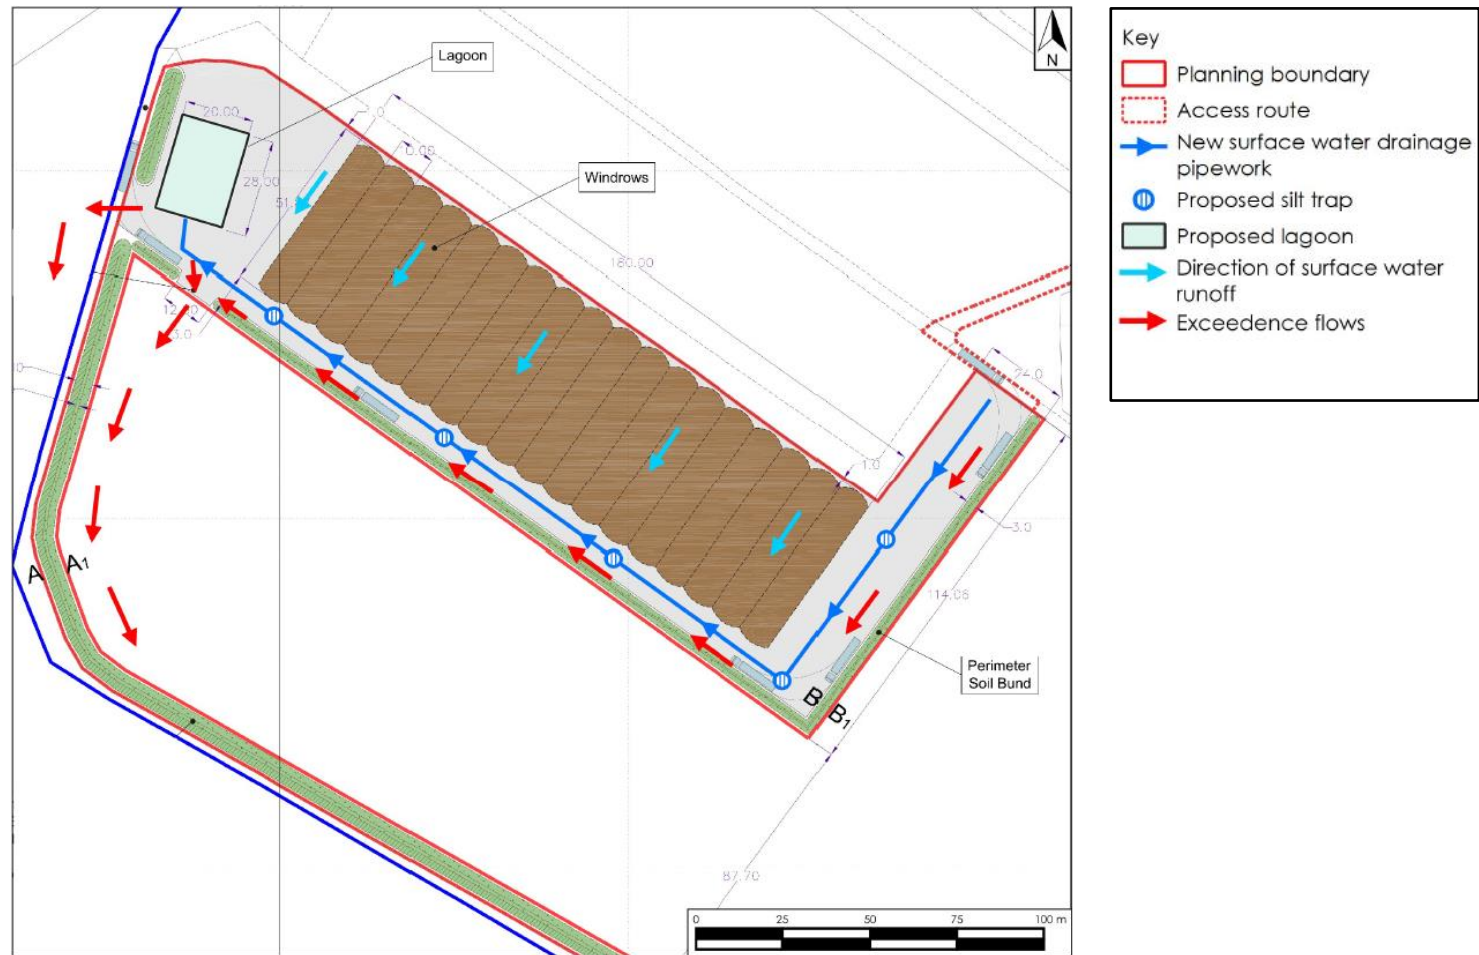 N
Lagoon
20.00
28.00
Windrows
160.00
24.0
1.0
3.0
114.06
A A1
B B1
Perimeter
Soil Bund
87.70
0 25 50 75 100 m
Key
Planning boundary
Access route
New surface water drainage
pipework
Proposed silt trap
Proposed lagoon
Direction of surface water
runoff
Exceedence flows